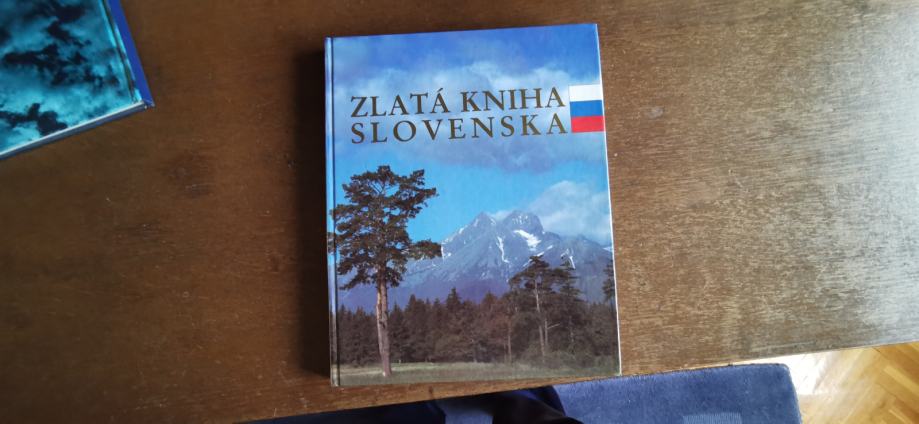 ZLATÁ KNIHA
SLOVENSKA